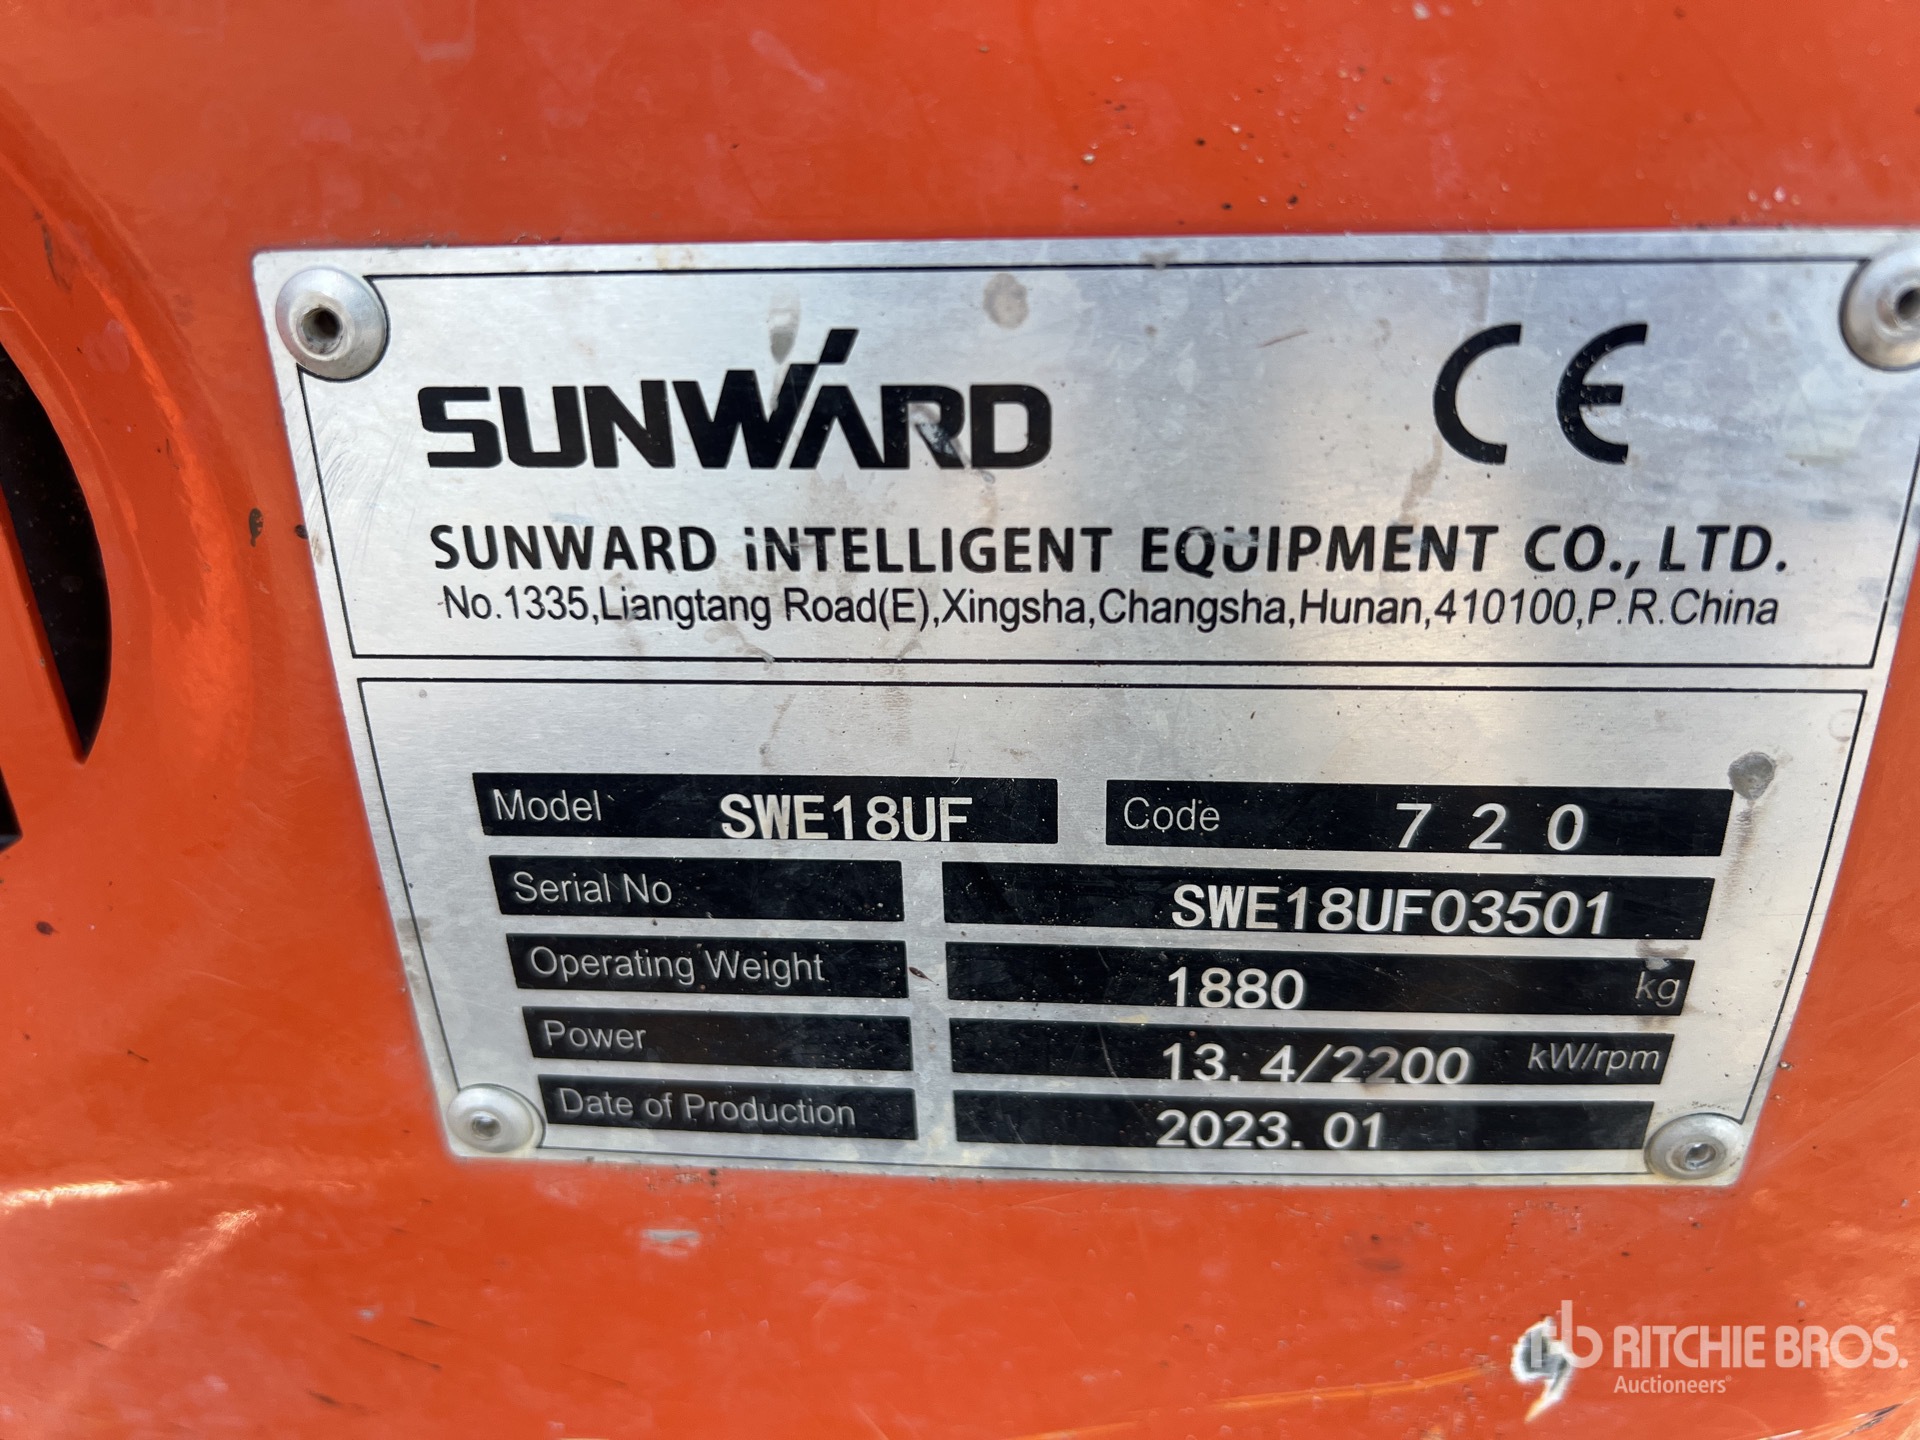 SUNWARD CE
SUNWARD iNTELLIGENT EQUIPMENT CO., LTD.
No.1335,Liangtang Road(E),Xingsha,Changsha,Hunan,410100,P.R.China
Model SWE18UF Code 720
Serial No SWE18UF03501
Operating Weight 1880 kg
Power 13.4/2200 kW/rpm
Date of Production 2023.01
rb RITCHIE BROS.
Auctioneers